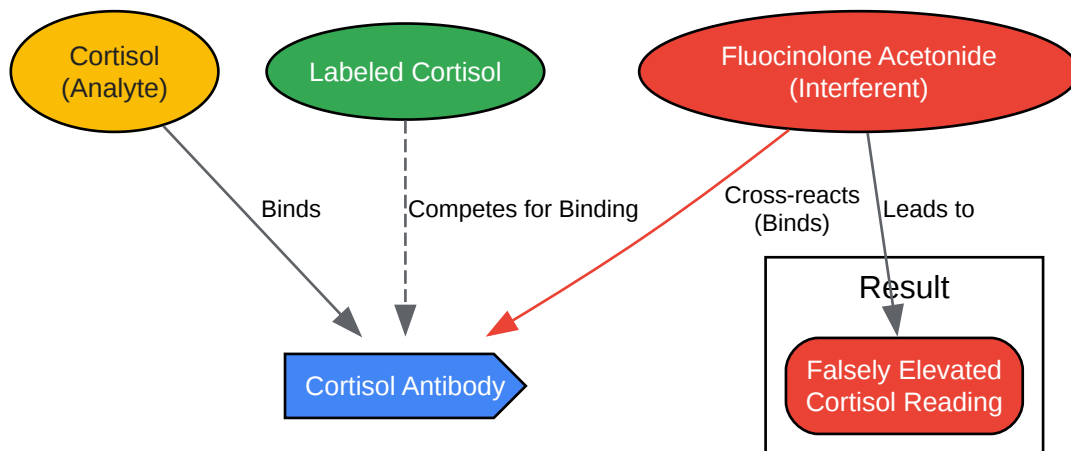 Cortisol
(Analyte)
Labeled Cortisol
Fluocinolone Acetonide
(Interferent)
Binds
Competes for Binding
Cross-reacts
(Binds)
Leads to
Result
Cortisol Antibody
Falsely Elevated
Cortisol Reading